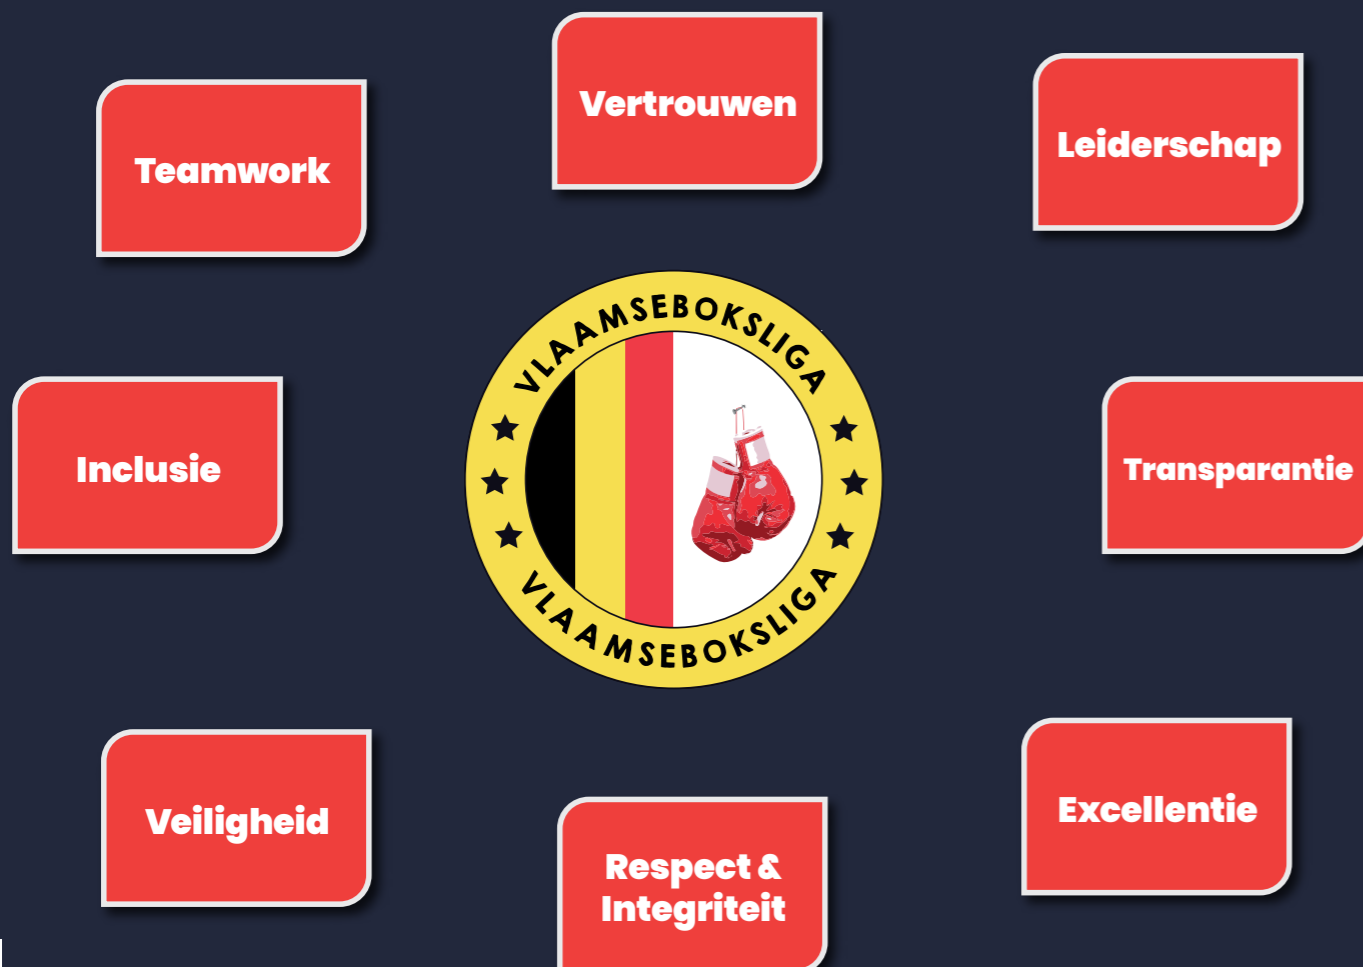 Vertrouwen
Leiderschap
Teamwork
VLAAMSEBOKSLIGA
Inclusie
Transparantie
VLAAMSEBOKSLIGA
Veiligheid
Excellentie
Respect &
Integriteit